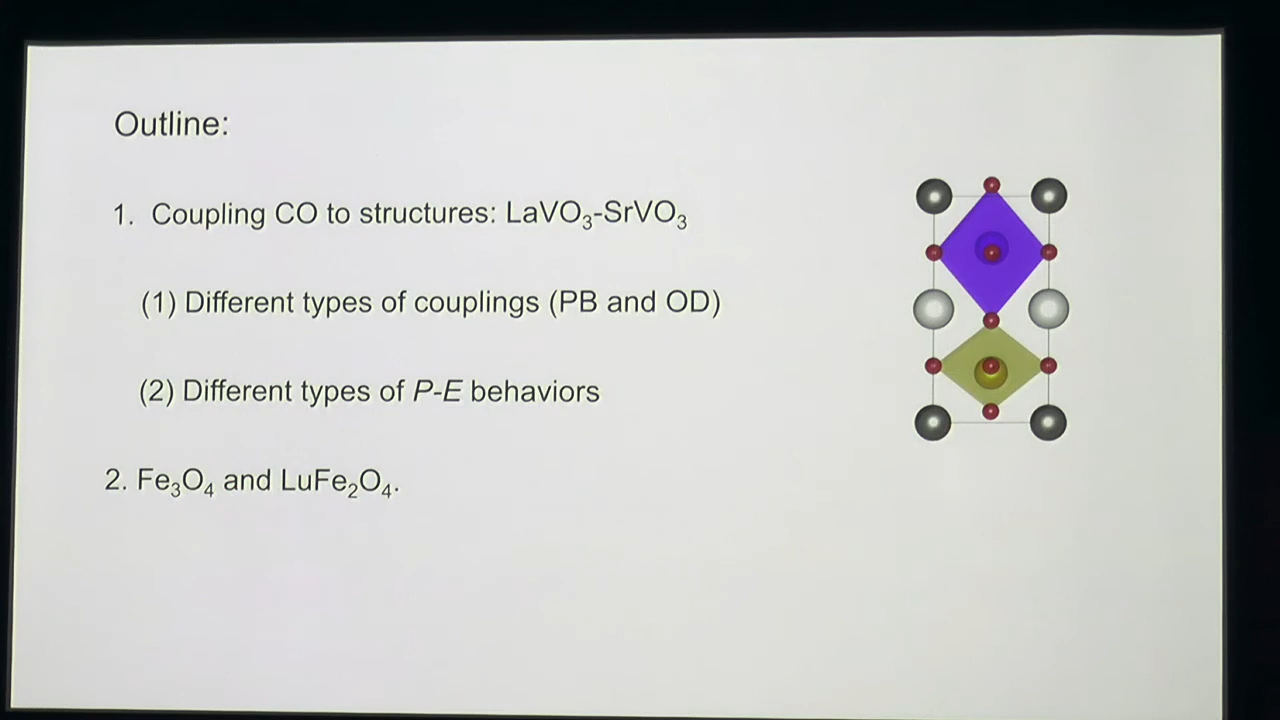 Outline:
1. Coupling CO to structures: LaVO₃-SrVO₃
(1) Different types of couplings (PB and OD)
(2) Different types of P-E behaviors
2. Fe₃O₄ and LuFe₂O₄.